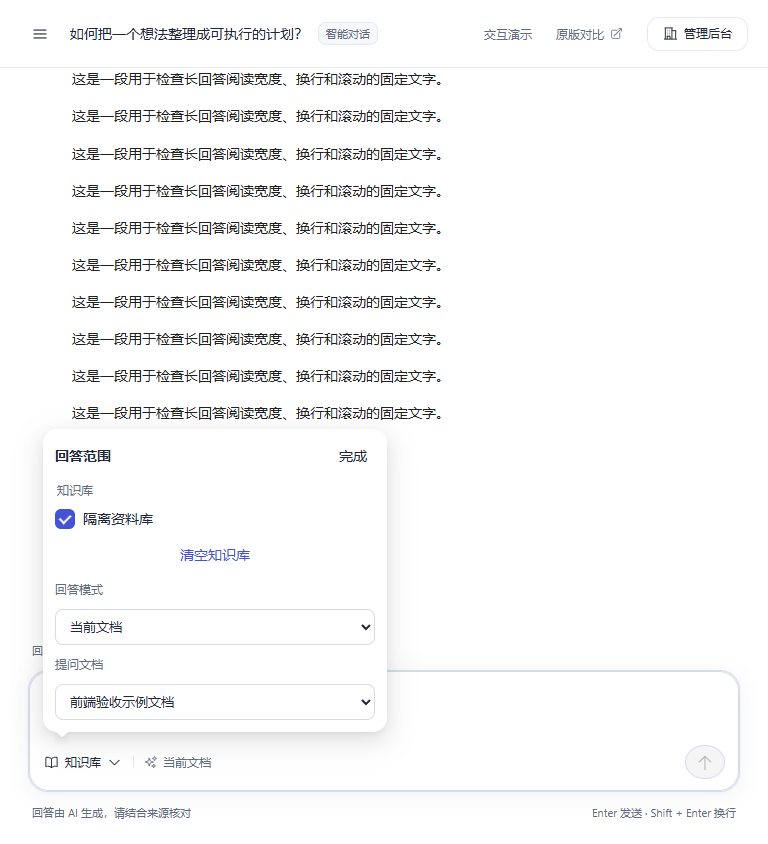 如何把一个想法整理成可执行的计划？ 智能对话 交互演示 原版对比 管理后台
这是一段用于检查长回答阅读宽度、换行和滚动的固定文字。
这是一段用于检查长回答阅读宽度、换行和滚动的固定文字。
这是一段用于检查长回答阅读宽度、换行和滚动的固定文字。
这是一段用于检查长回答阅读宽度、换行和滚动的固定文字。
这是一段用于检查长回答阅读宽度、换行和滚动的固定文字。
这是一段用于检查长回答阅读宽度、换行和滚动的固定文字。
这是一段用于检查长回答阅读宽度、换行和滚动的固定文字。
这是一段用于检查长回答阅读宽度、换行和滚动的固定文字。
这是一段用于检查长回答阅读宽度、换行和滚动的固定文字。
这是一段用于检查长回答阅读宽度、换行和滚动的固定文字。
回答范围 完成
知识库
隔离资料库
清空知识库
回答模式
当前文档
回
提问文档
前端验收示例文档
知识库 当前文档
回答由 AI 生成，请结合来源核对 Enter 发送 · Shift + Enter 换行